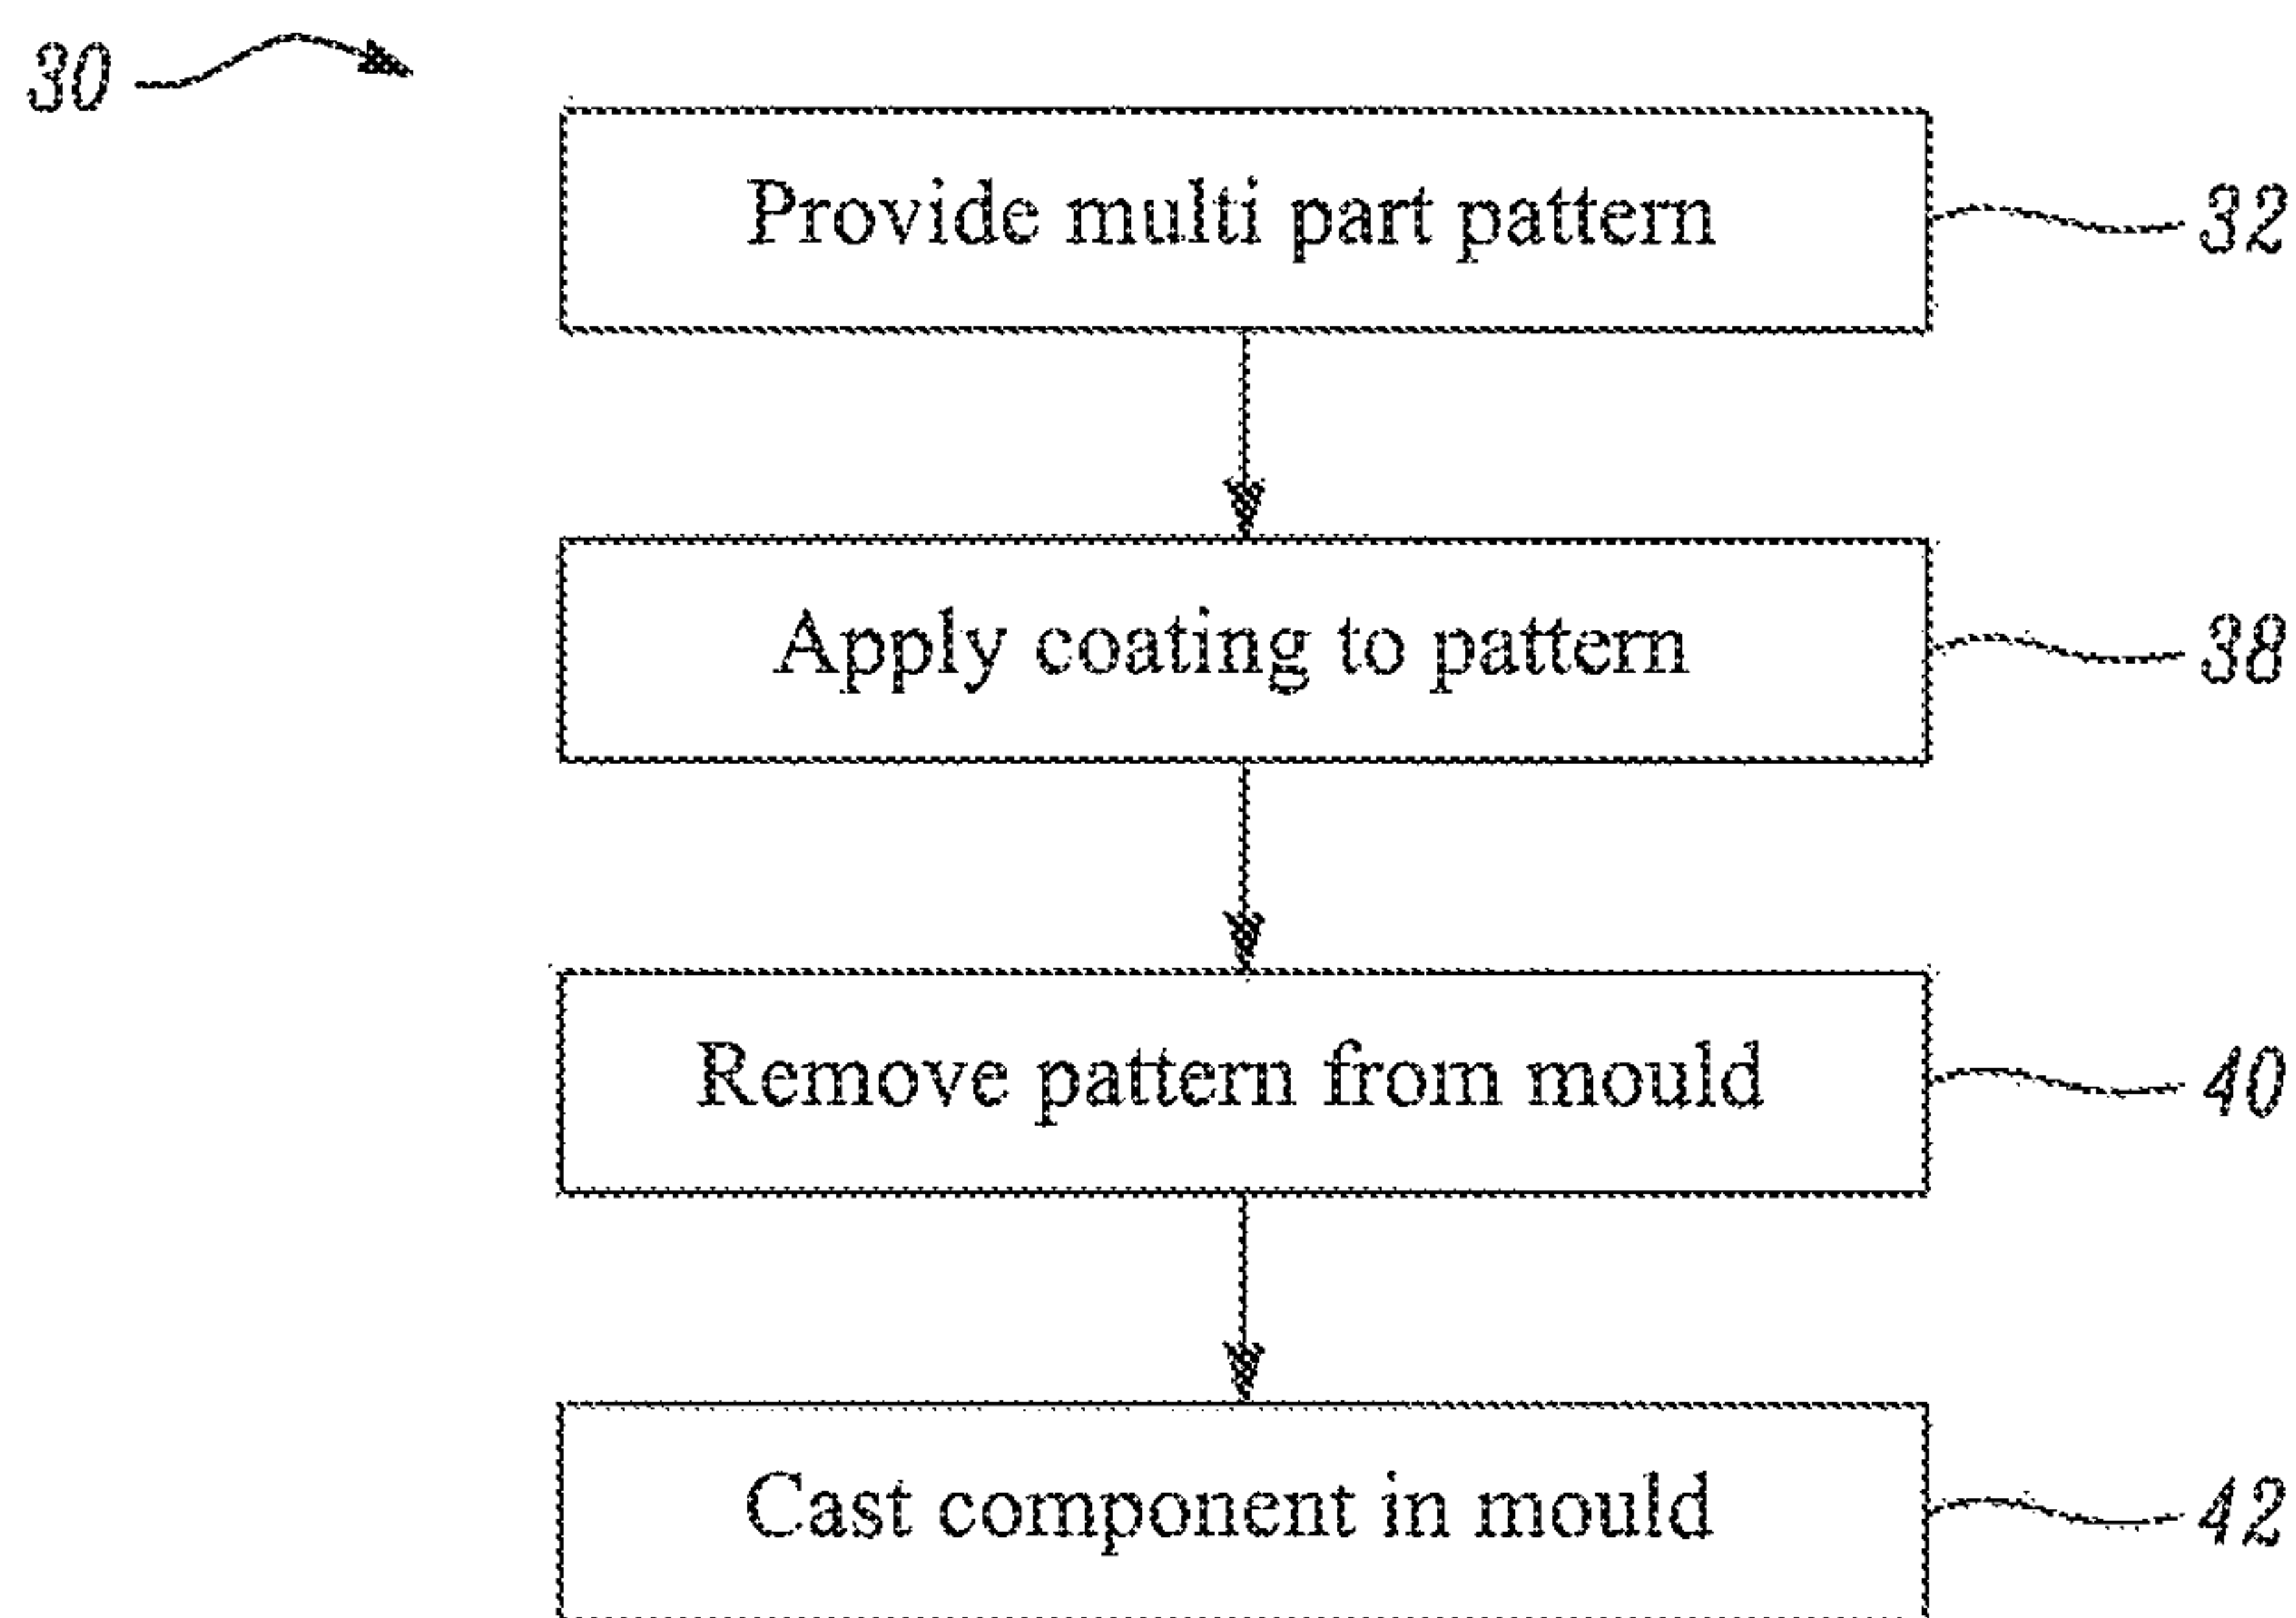 30
Provide multi part pattern
32
Apply coating to pattern
38
Remove pattern from mould
40
Cast component in mould
42